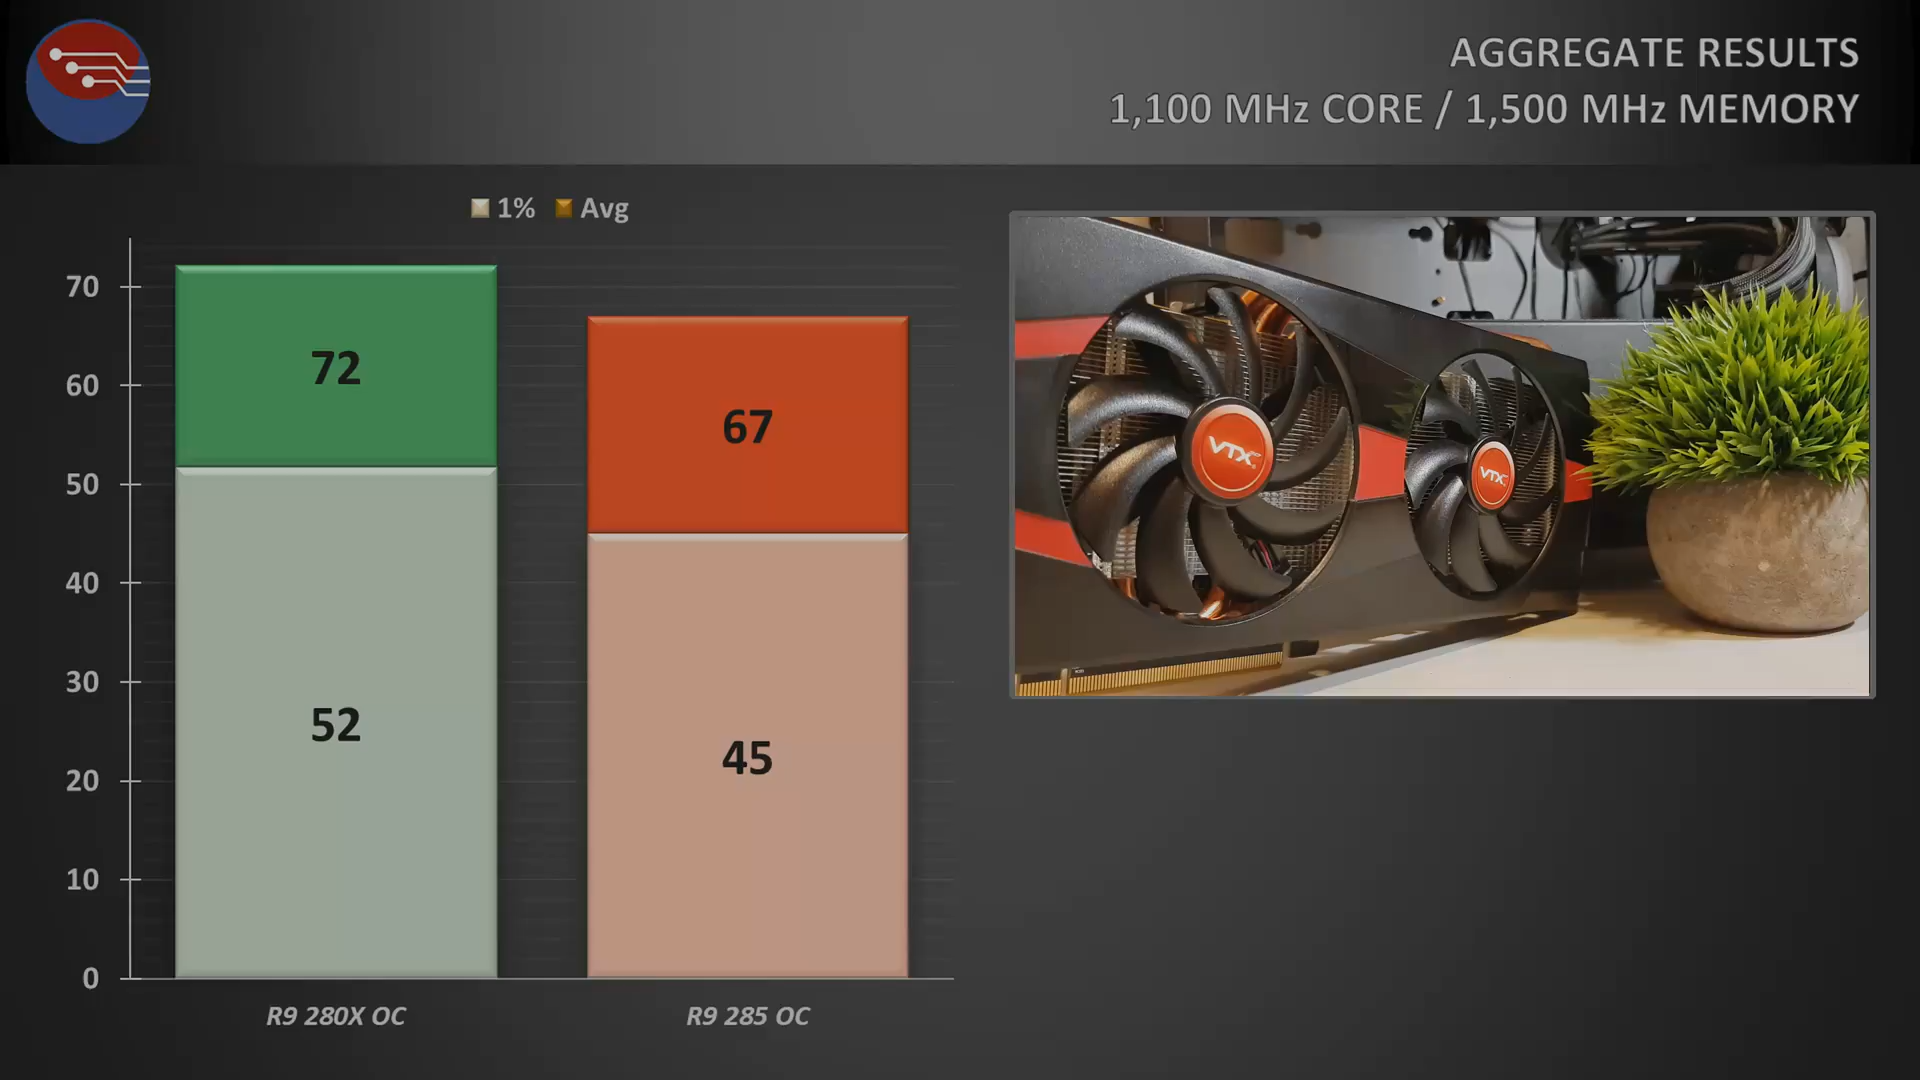 AGGREGATE RESULTS
1,100 MHz CORE / 1,500 MHz MEMORY
1% Avg
70
60
50
40
30
20
10
0
72
52
67
45
R9 280X OC
R9 285 OC
VTX
VTX